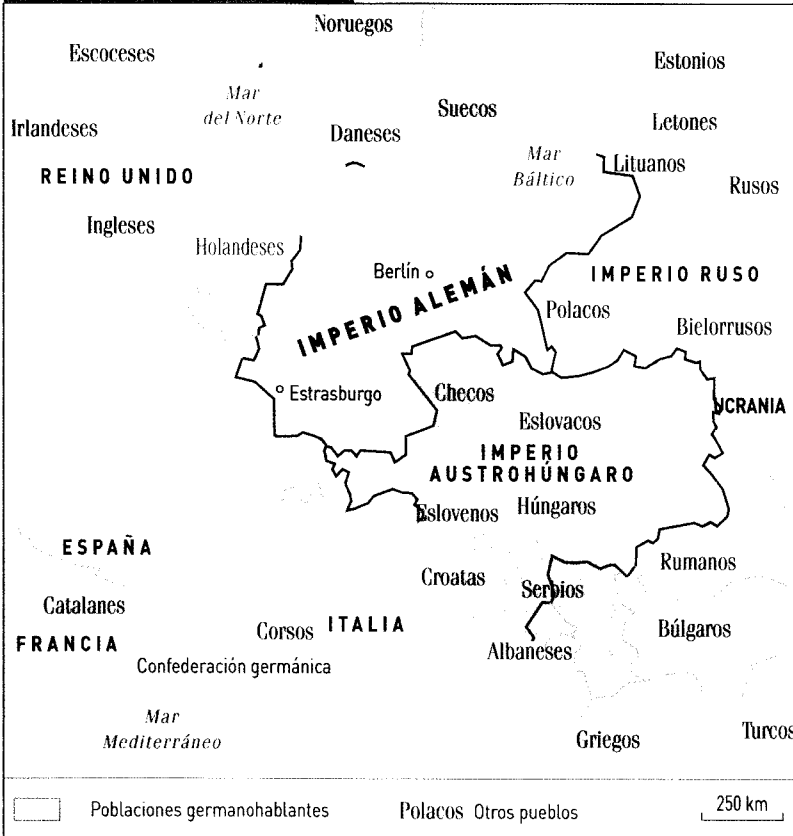 Noruegos
Escoceses
Estonios
Mar
del Norte
Suecos
Irlandeses
Daneses
Letones
Mar
Báltico
Lituanos
REINO UNIDO
Rusos
Ingleses
Holandeses
Berlín
IMPERIO ALEMÁN
IMPERIO RUSO
Polacos
Bielorrusos
Estrasburgo
Checos
UCRANIA
Eslovacos
IMPERIO
AUSTROHÚNGARO
Eslovenos
Húngaros
ESPAÑA
Rumanos
Croatas
Serbios
Catalanes
Corsos
ITALIA
Búlgaros
FRANCIA
Albaneses
Confederación germánica
Mar
Mediterráneo
Griegos
Turcos
Poblaciones germanohablantes
Polacos Otros pueblos
250 km